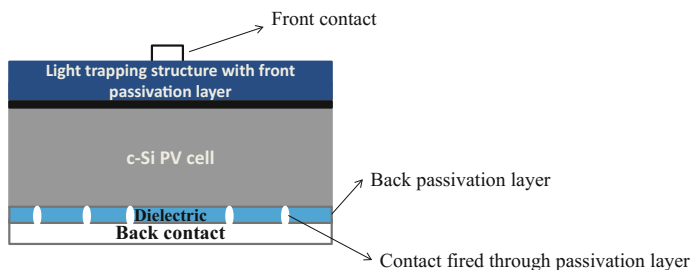 Front contact
Light trapping structure with front
passivation layer
c-Si PV cell
Back passivation layer
Dielectric
Back contact
Contact fired through passivation layer